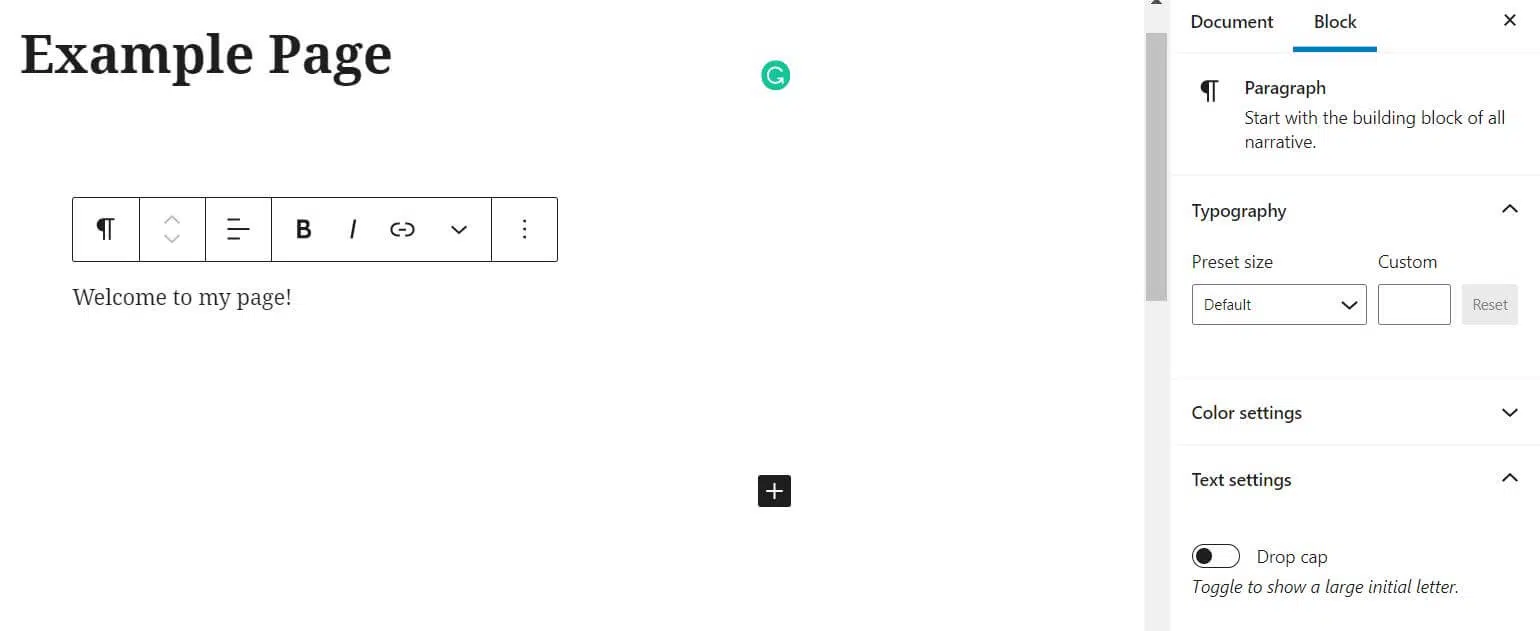 Example Page
B I
Welcome to my page!
Document Block
Paragraph
Start with the building block of all
narrative.
Typography
Preset size Custom
Default Reset
Color settings
Text settings
Drop cap
Toggle to show a large initial letter.